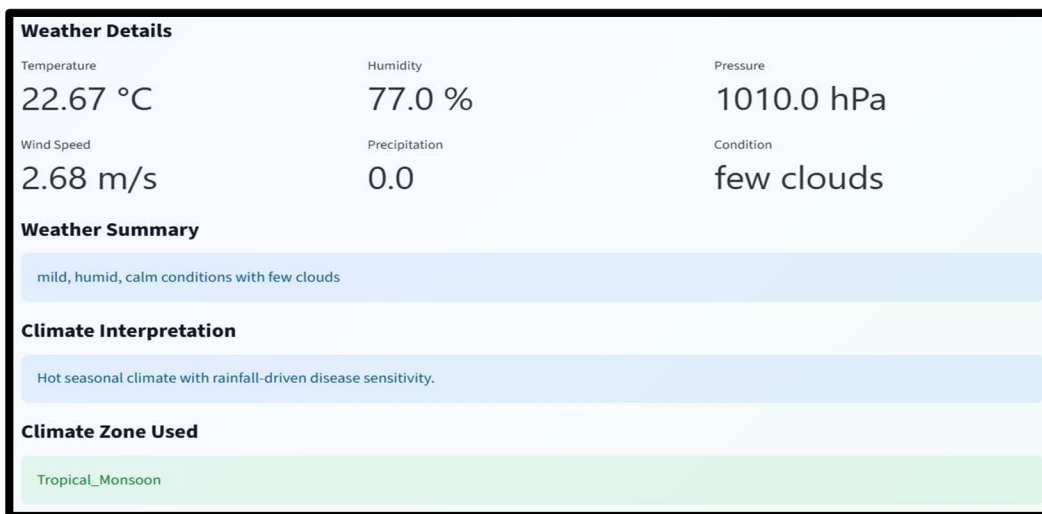 Weather Details
Temperature Humidity Pressure
22.67 °C 77.0 % 1010.0 hPa
Wind Speed Precipitation Condition
2.68 m/s 0.0 few clouds
Weather Summary
mild, humid, calm conditions with few clouds
Climate Interpretation
Hot seasonal climate with rainfall-driven disease sensitivity.
Climate Zone Used
Tropical_Monsoon